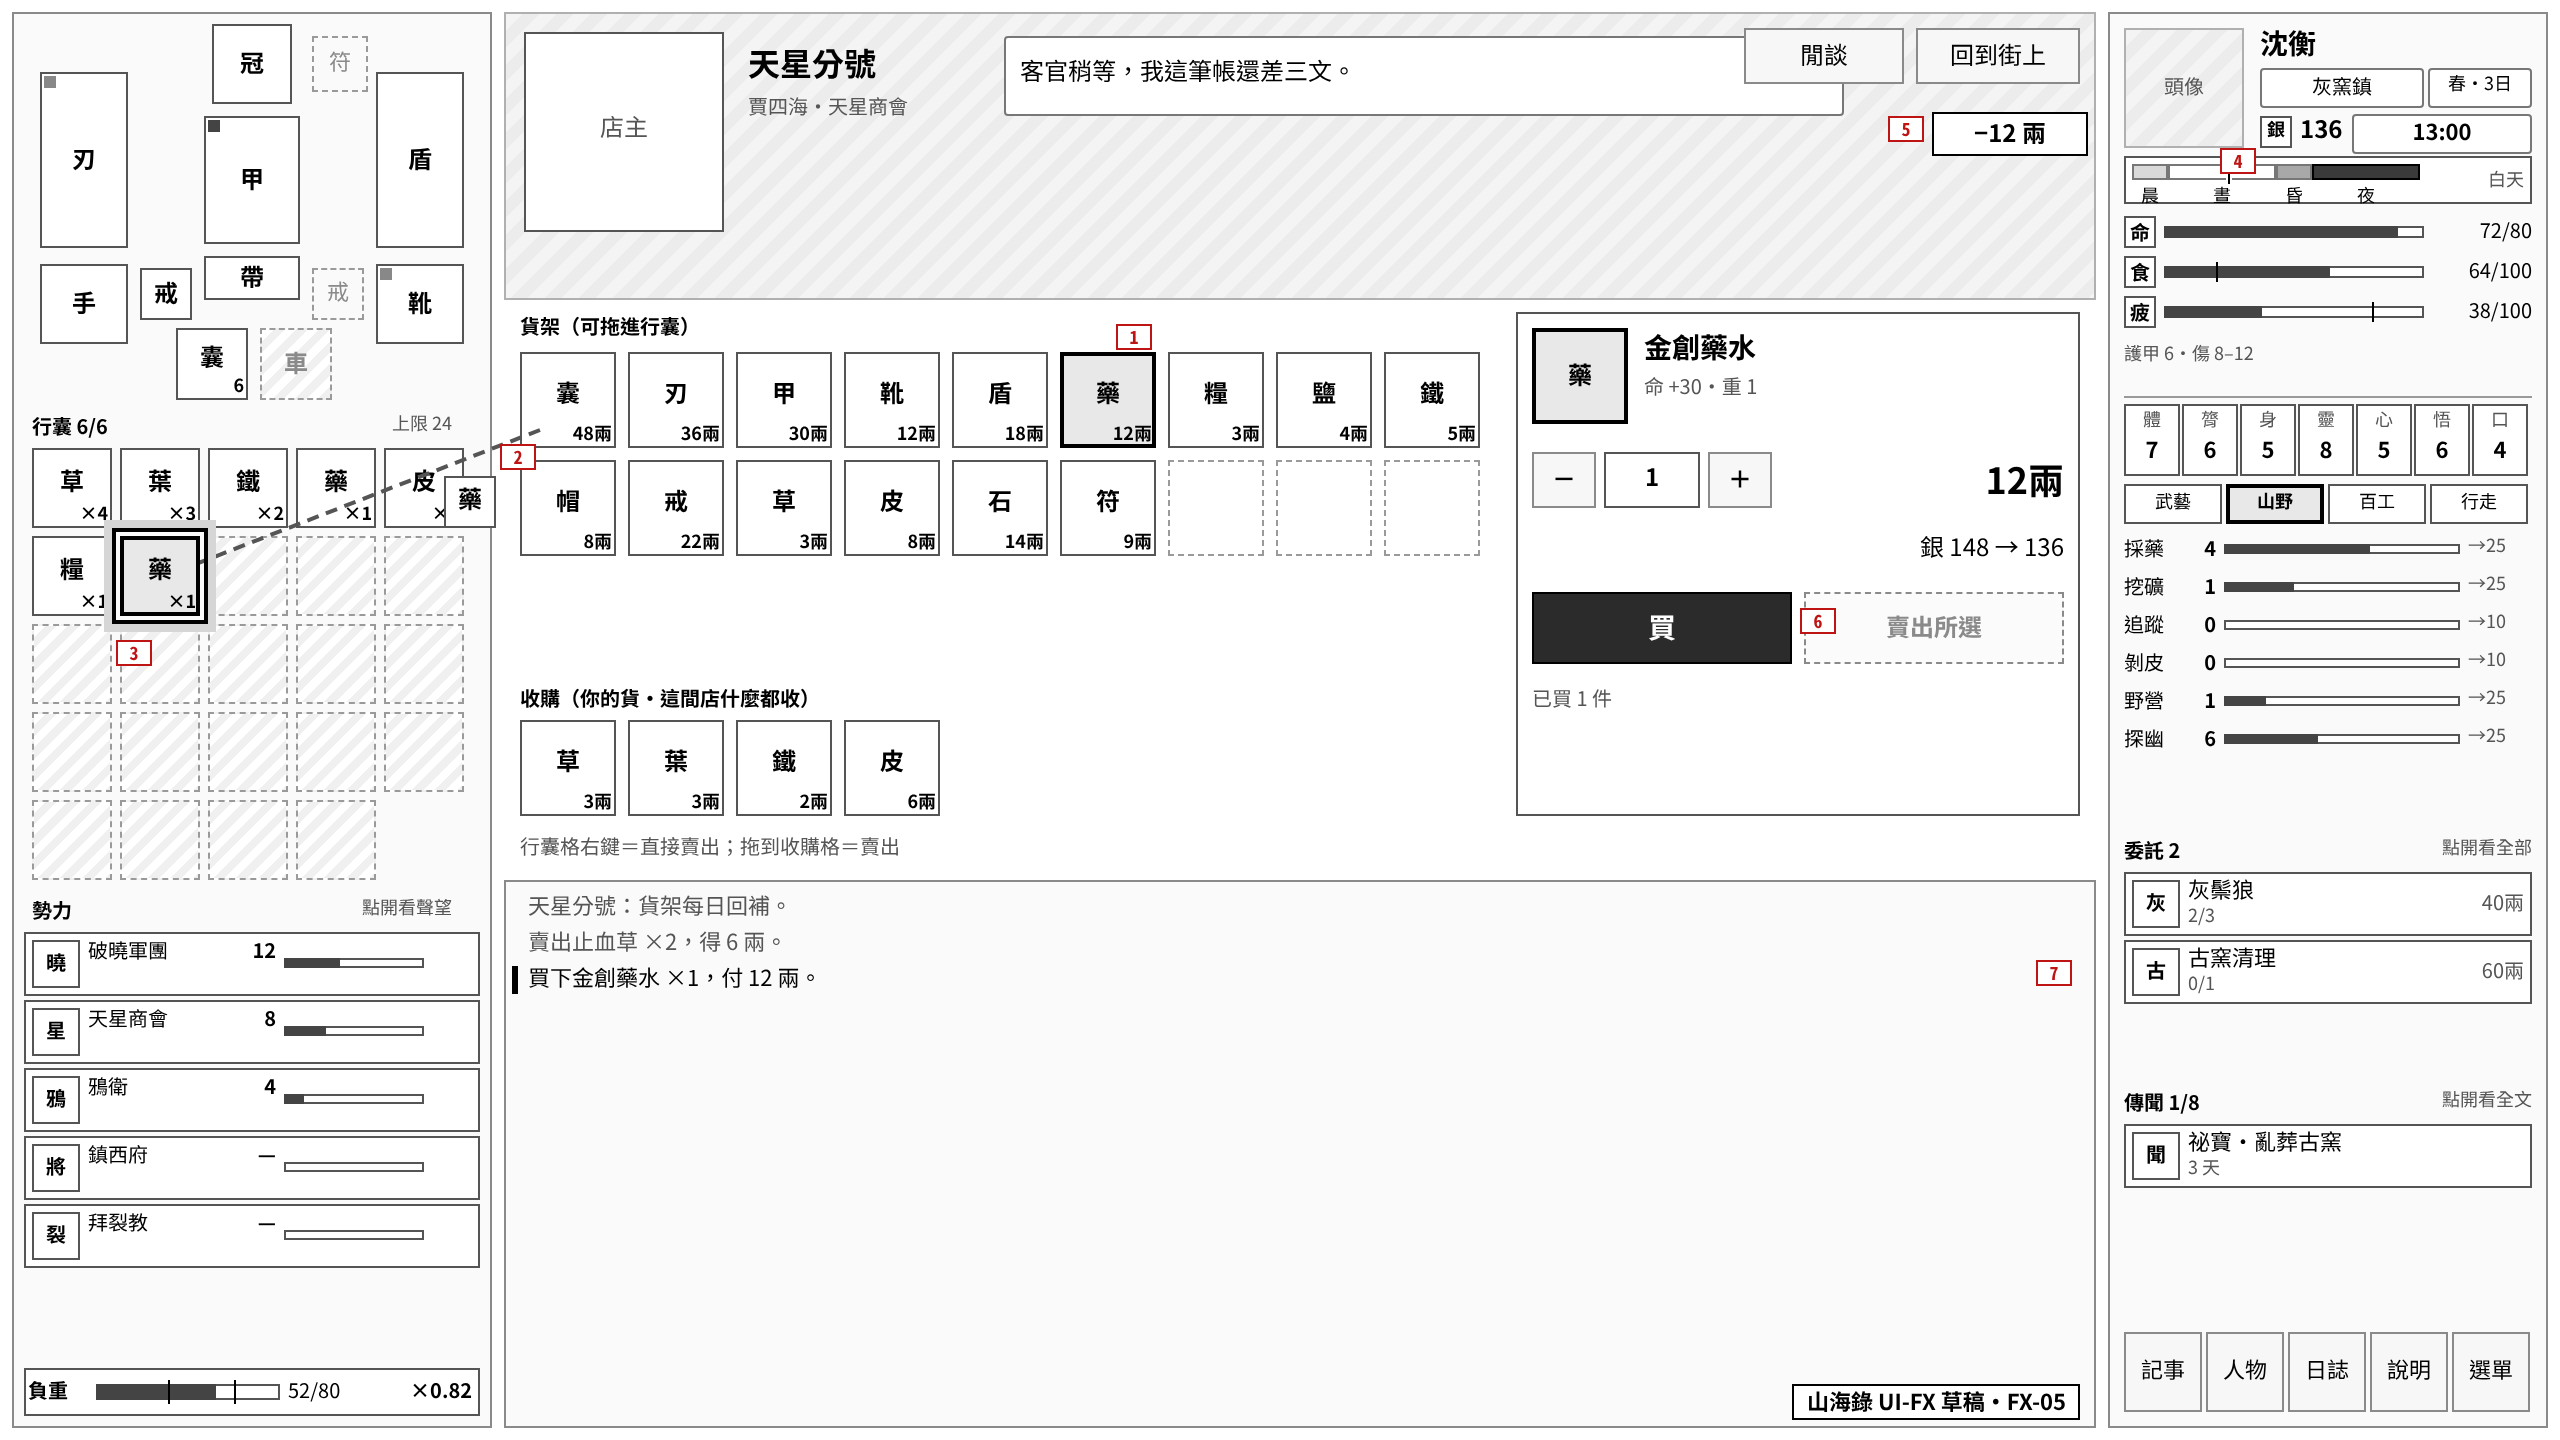 冠
符
刃
甲
盾
手
戒
帶
戒
靴
囊
6
車
行囊 6/6
上限 24
草
×4
葉
×3
鐵
×2
藥
×1
皮
藥
糧
×1
藥
×1
3
勢力
點開看聲望
曉
破曉軍團
12
星
天星商會
8
鴉
鴉衛
4
將
鎮西府
—
裂
拜裂教
—
負重
52/80
×0.82
店主
天星分號
賈四海・天星商會
客官稍等，我這筆帳還差三文。
閒談
回到街上
5
−12 兩
貨架（可拖進行囊）
1
2
囊
48兩
刃
36兩
甲
30兩
靴
12兩
盾
18兩
藥
12兩
糧
3兩
鹽
4兩
鐵
5兩
帽
8兩
戒
22兩
草
3兩
皮
8兩
石
14兩
符
9兩
藥
金創藥水
命 +30・重 1
−
1
+
12兩
銀 148 → 136
買
6
賣出所選
已買 1 件
收購（你的貨・這間店什麼都收）
草
3兩
葉
3兩
鐵
2兩
皮
6兩
行囊格右鍵＝直接賣出；拖到收購格＝賣出
天星分號：貨架每日回補。
賣出止血草 ×2，得 6 兩。
買下金創藥水 ×1，付 12 兩。
7
山海錄 UI-FX 草稿・FX-05
頭像
沈衡
灰窯鎮
春・3日
銀
136
13:00
4
晨
晝
昏
夜
白天
命
72/80
食
64/100
疲
38/100
護甲 6・傷 8–12
體
7
膂
6
身
5
靈
8
心
5
悟
6
口
4
武藝
山野
百工
行走
採藥
4
→25
挖礦
1
→25
追蹤
0
→10
剝皮
0
→10
野營
1
→25
探幽
6
→25
委託 2
點開看全部
灰
灰鬃狼
2/3
40兩
古
古窯清理
0/1
60兩
傳聞 1/8
點開看全文
聞
祕寶・亂葬古窯
3 天
記事
人物
日誌
說明
選單